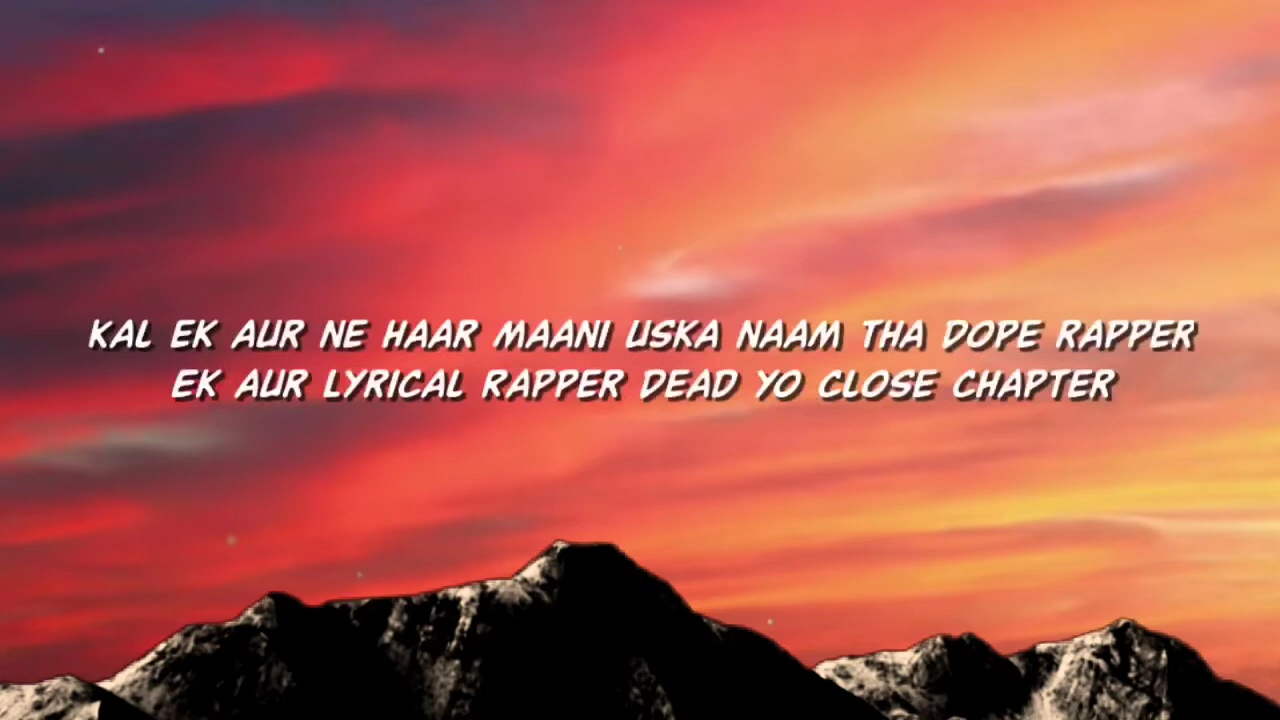 KAL EK AUR NE HAAR MAANI USKA NAAM THA DOPE RAPPER
EK AUR LYRICAL RAPPER DEAD YO CLOSE CHAPTER